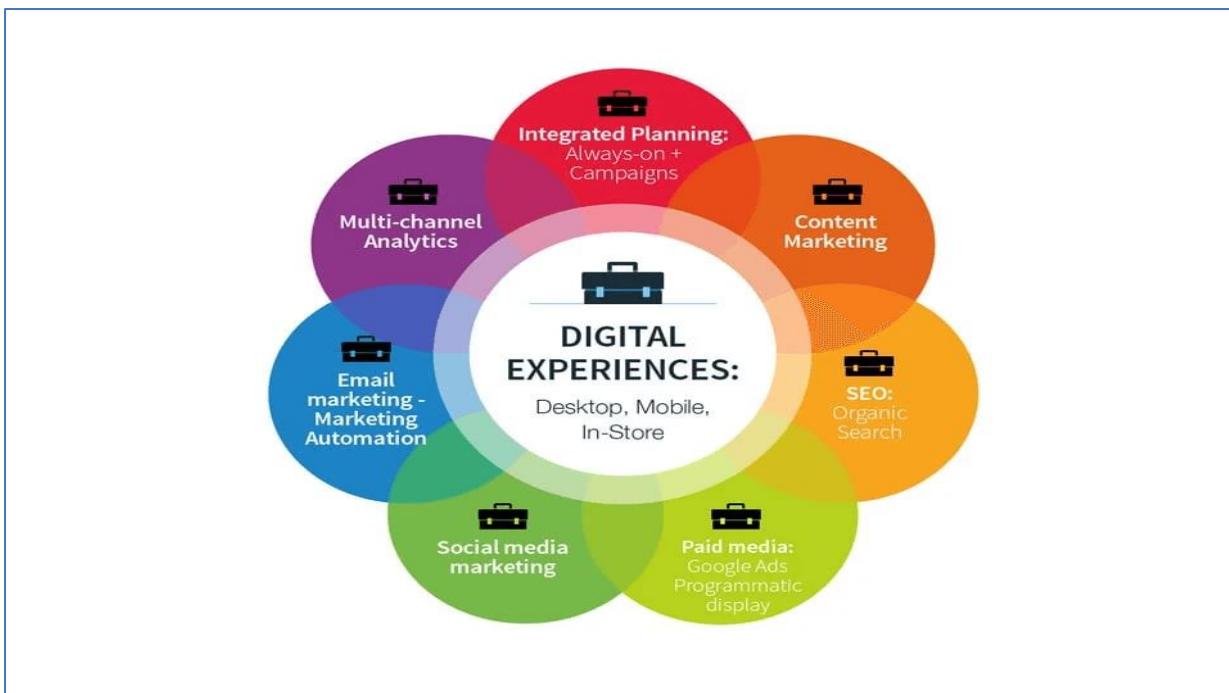 Integrated Planning:
Always-on +
Campaigns
Content
Marketing
SEO:
Organic
Search
Paid media:
Google Ads
Programmatic
display
Social media
marketing
Email
marketing -
Marketing
Automation
Multi-channel
Analytics
DIGITAL
EXPERIENCES:
Desktop, Mobile,
In-Store